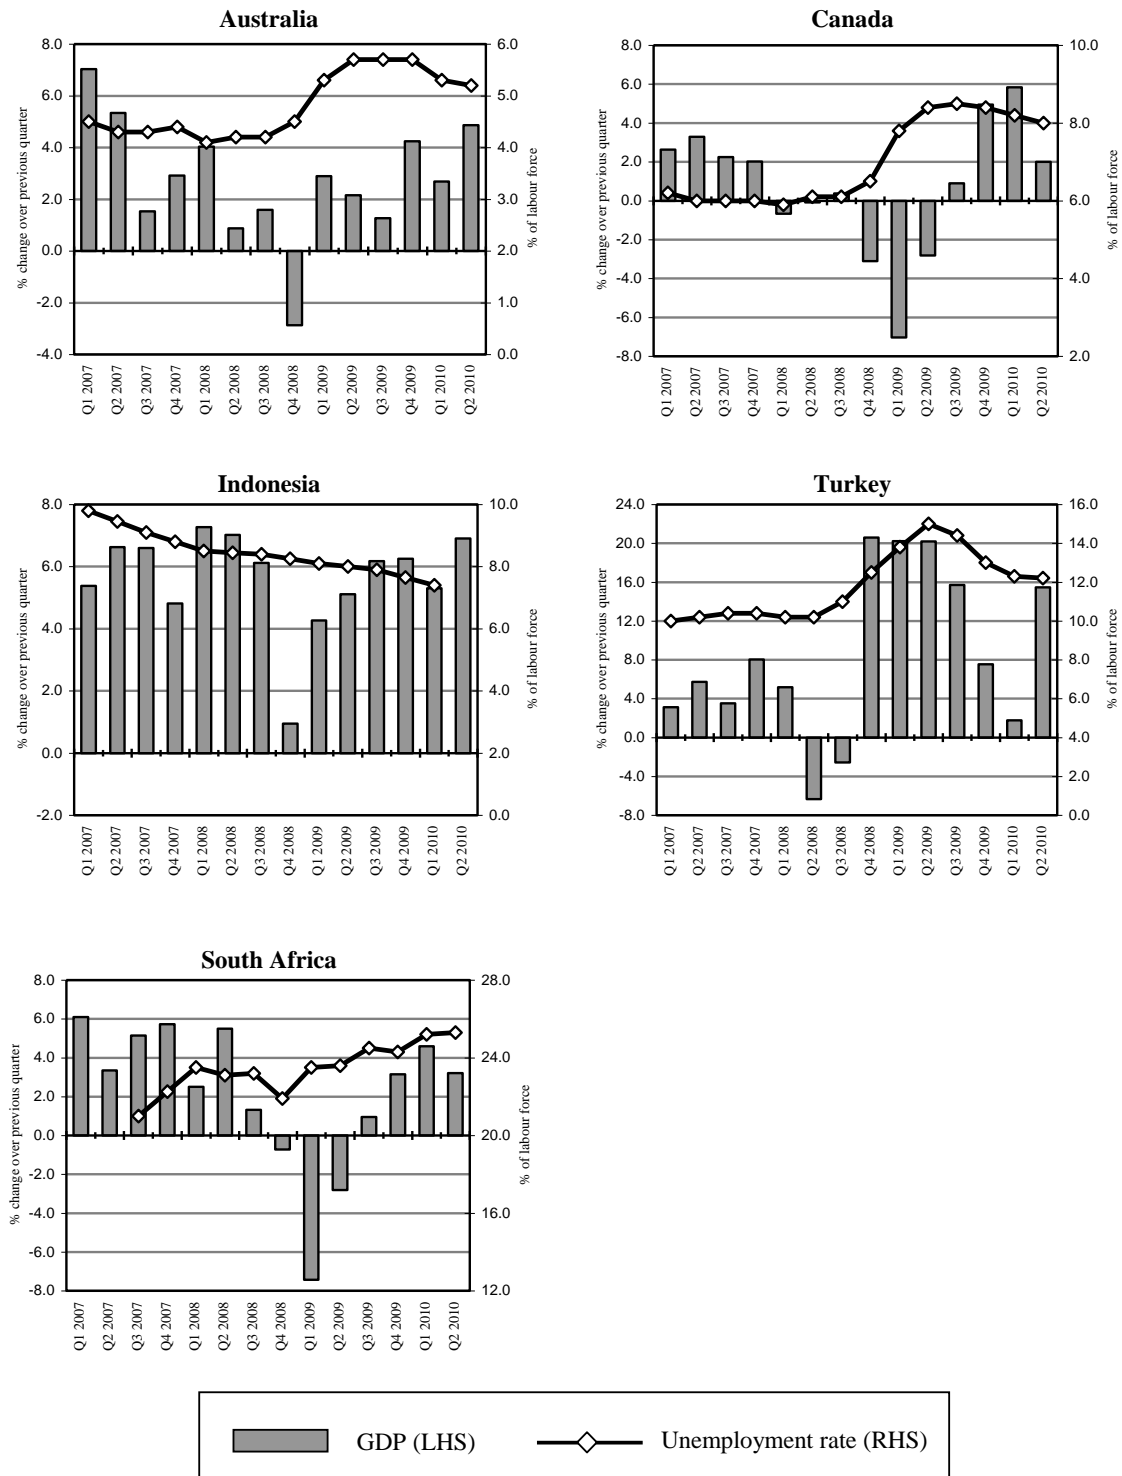 Australia
8.0
6.0
4.0
2.0
0.0
-2.0
-4.0
% change over previous quarter
6.0
5.0
4.0
3.0
2.0
1.0
0.0
% of labour force
Q1 2007
Q2 2007
Q3 2007
Q4 2007
Q1 2008
Q2 2008
Q3 2008
Q4 2008
Q1 2009
Q2 2009
Q3 2009
Q4 2009
Q1 2010
Q2 2010
Canada
8.0
6.0
4.0
2.0
0.0
-2.0
-4.0
-6.0
-8.0
% change over previous quarter
10.0
8.0
6.0
4.0
2.0
% of labour force
Q1 2007
Q2 2007
Q3 2007
Q4 2007
Q1 2008
Q2 2008
Q3 2008
Q4 2008
Q1 2009
Q2 2009
Q3 2009
Q4 2009
Q1 2010
Q2 2010
Indonesia
8.0
6.0
4.0
2.0
0.0
-2.0
% change over previous quarter
10.0
8.0
6.0
4.0
2.0
0.0
% of labour force
Q1 2007
Q2 2007
Q3 2007
Q4 2007
Q1 2008
Q2 2008
Q3 2008
Q4 2008
Q1 2009
Q2 2009
Q3 2009
Q4 2009
Q1 2010
Q2 2010
Turkey
24.0
20.0
16.0
12.0
8.0
4.0
0.0
-4.0
-8.0
% change over previous quarter
16.0
14.0
12.0
10.0
8.0
6.0
4.0
2.0
0.0
% of labour force
Q1 2007
Q2 2007
Q3 2007
Q4 2007
Q1 2008
Q2 2008
Q3 2008
Q4 2008
Q1 2009
Q2 2009
Q3 2009
Q4 2009
Q1 2010
Q2 2010
South Africa
8.0
6.0
4.0
2.0
0.0
-2.0
-4.0
-6.0
-8.0
% change over previous quarter
28.0
24.0
20.0
16.0
12.0
% of labour force
Q1 2007
Q2 2007
Q3 2007
Q4 2007
Q1 2008
Q2 2008
Q3 2008
Q4 2008
Q1 2009
Q2 2009
Q3 2009
Q4 2009
Q1 2010
Q2 2010
GDP (LHS)
Unemployment rate (RHS)